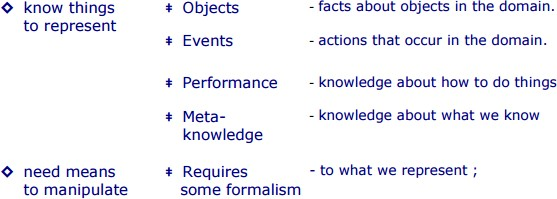 ◇ know things ‡ Objects - facts about objects in the domain.
to represent
‡ Events - actions that occur in the domain.
‡ Performance - knowledge about how to do things
‡ Meta- - knowledge about what we know
knowledge
◇ need means ‡ Requires - to what we represent ;
to manipulate some formalism